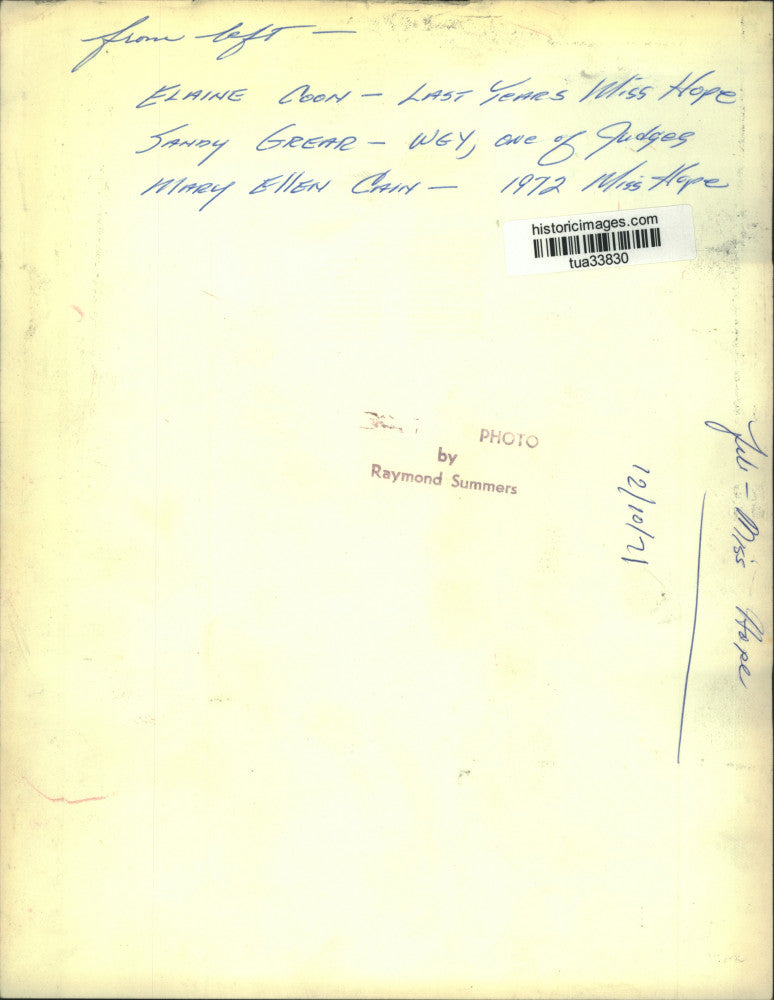 from left —
ELAINE COON — LAST YEARS Miss Hope
SANDY GREAR — WGY, ONE of Judges
MARY EllEN CAIN — 1972 Miss Hope
historicimages.com
tua33830
PHOTO
by
Raymond Summers
12/10/71
- Miss Hope